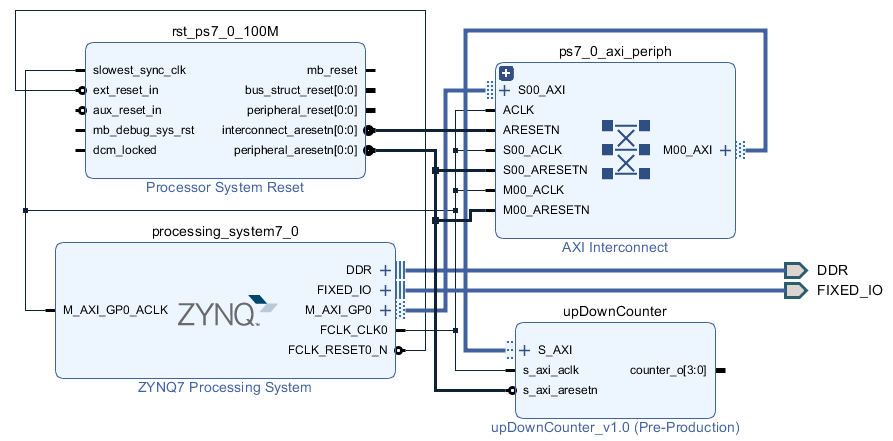 rst_ps7_0_100M
slowest_sync_clk
ext_reset_in
aux_reset_in
mb_debug_sys_rst
dcm_locked
mb_reset
bus_struct_reset[0:0]
peripheral_reset[0:0]
interconnect_aresetn[0:0]
peripheral_aresetn[0:0]
Processor System Reset
ps7_0_axi_periph
S00_AXI
ACLK
ARESETN
S00_ACLK
S00_ARESETN
M00_ACLK
M00_ARESETN
M00_AXI
AXI Interconnect
processing_system7_0
M_AXI_GP0_ACLK
ZYNQ™
DDR
FIXED_IO
M_AXI_GP0
FCLK_CLK0
FCLK_RESET0_N
ZYNQ7 Processing System
DDR
FIXED_IO
upDownCounter
S_AXI
s_axi_aclk
s_axi_aresetn
counter_o[3:0]
upDownCounter_v1.0 (Pre-Production)